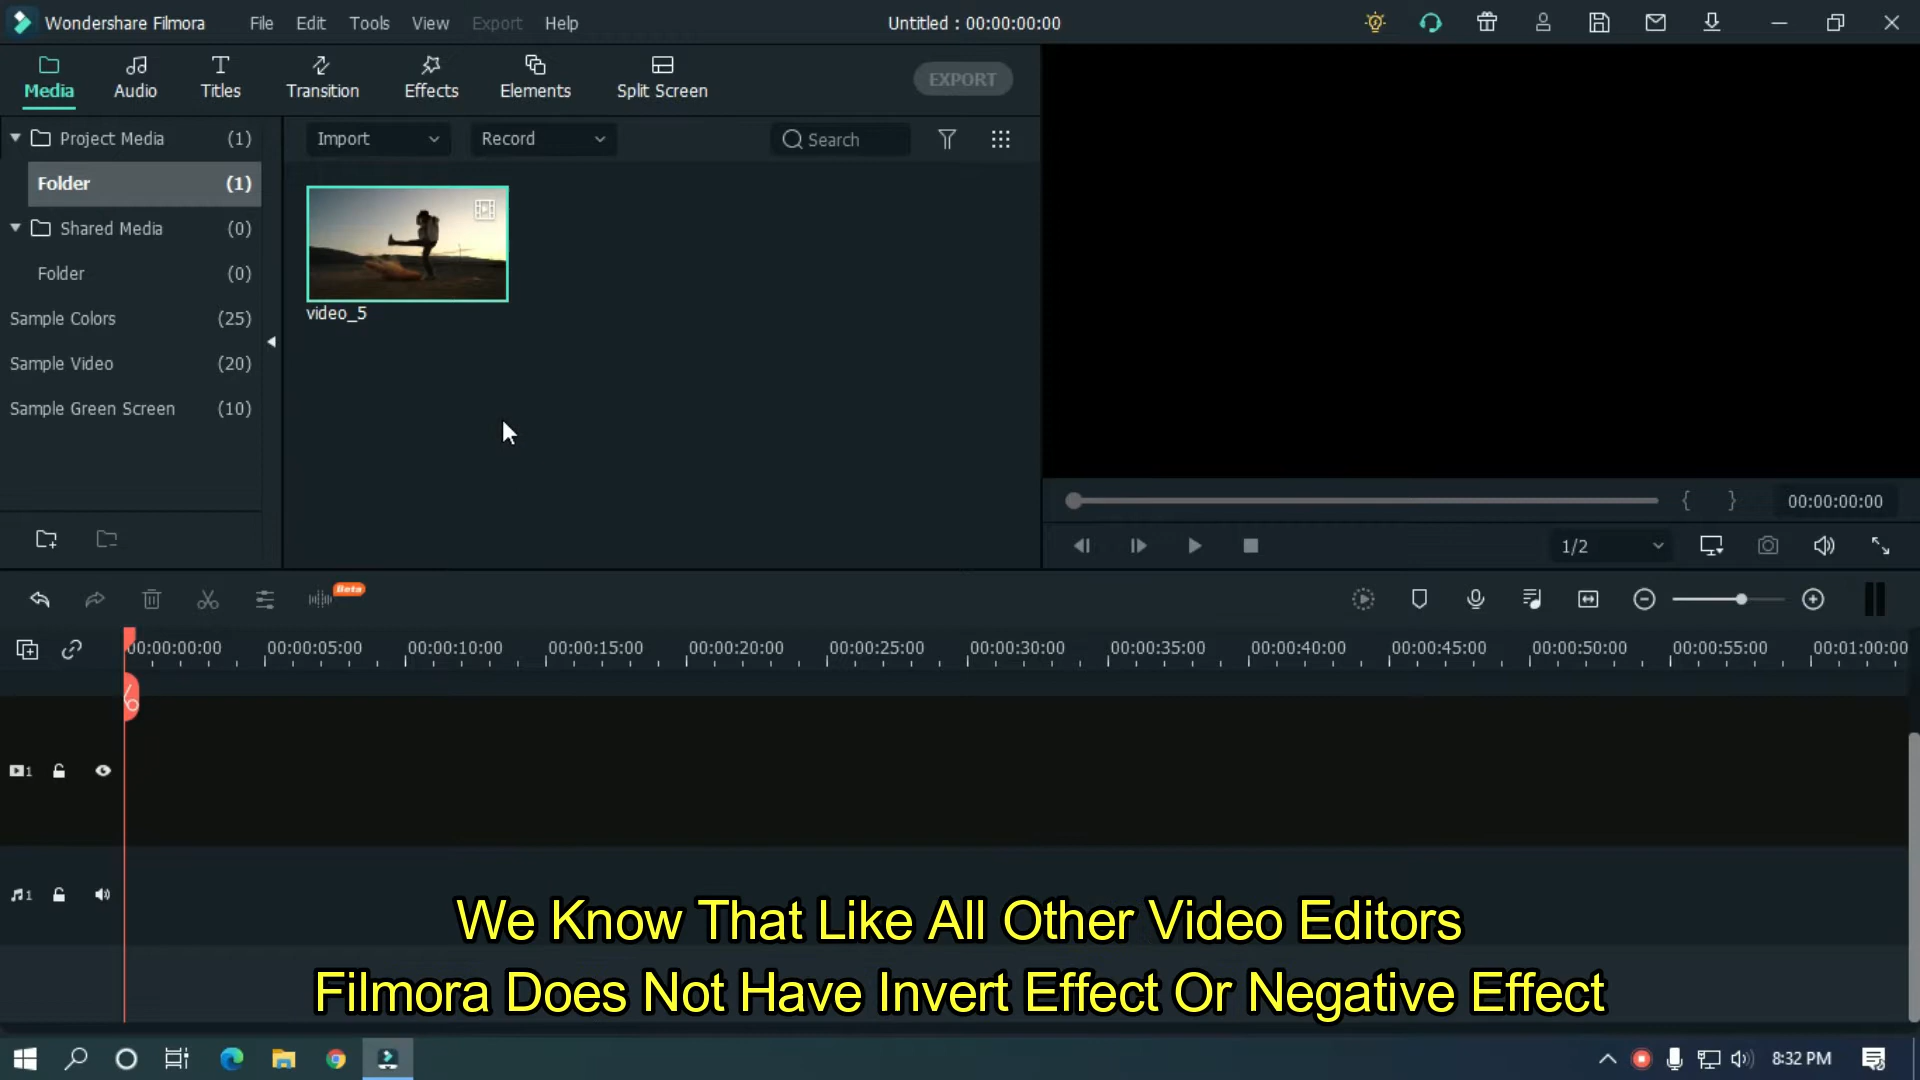 Wondershare Filmora
File Edit Tools View Export Help
Untitled : 00:00:00:00
Media Audio Titles Transition Effects Elements Split Screen
EXPORT
Project Media (1)
Import Record Search
Folder (1)
Shared Media (0)
Folder (0)
Sample Colors (25)
Sample Video (20)
Sample Green Screen (10)
video_5
00:00:00:00
1/2
Beta
00:00:00:00 00:00:05:00 00:00:10:00 00:00:15:00 00:00:20:00 00:00:25:00 00:00:30:00 00:00:35:00 00:00:40:00 00:00:45:00 00:00:50:00 00:00:55:00 00:01:00:00
1
1
We Know That Like All Other Video Editors
Filmora Does Not Have Invert Effect Or Negative Effect
8:32 PM